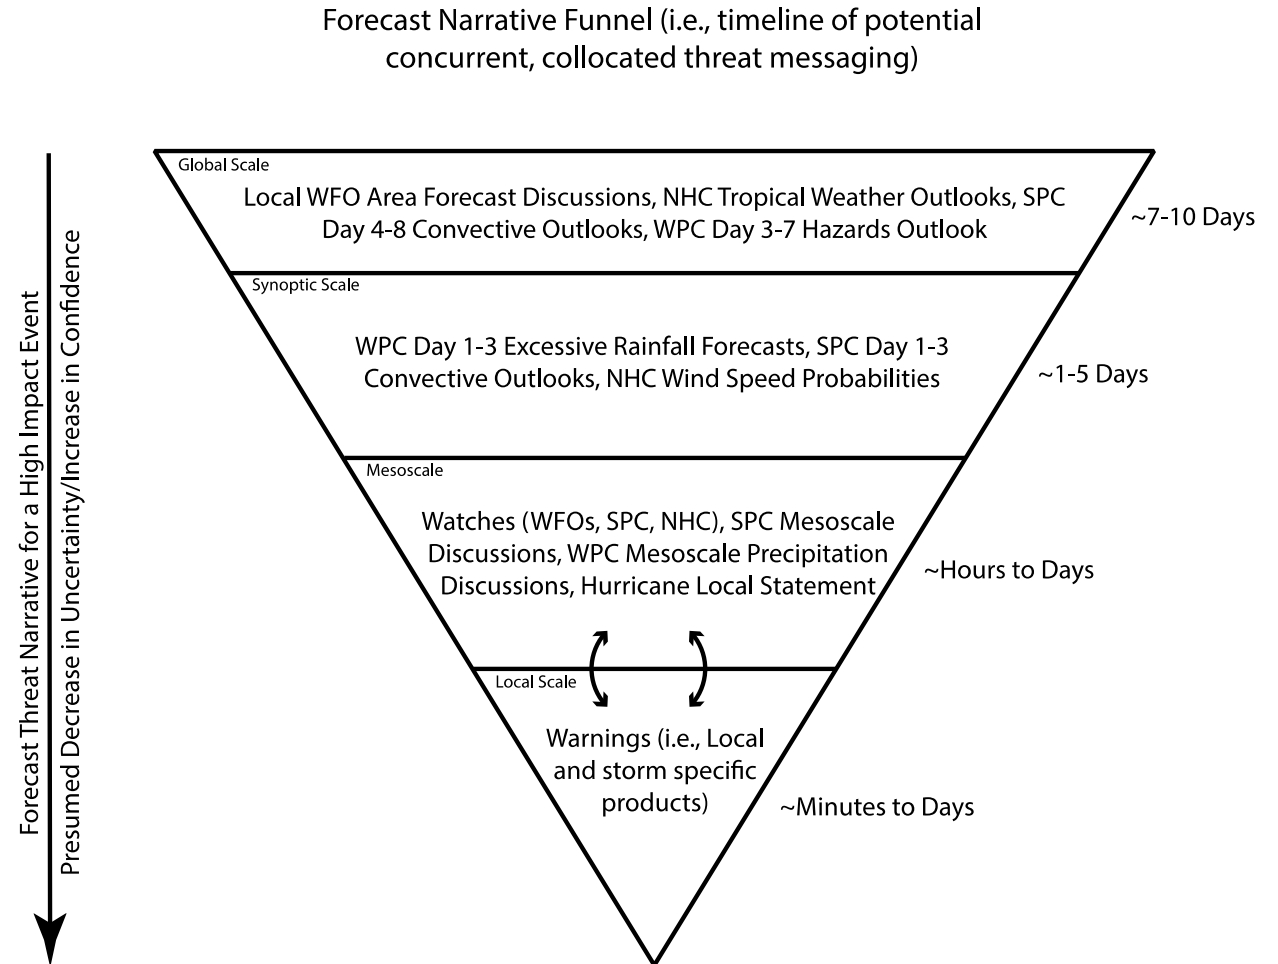 Forecast Narrative Funnel (i.e., timeline of potential
concurrent, collocated threat messaging)
Forecast Threat Narrative for a High Impact Event
Presumed Decrease in Uncertainty/Increase in Confidence
Global Scale
Local WFO Area Forecast Discussions, NHC Tropical Weather Outlooks, SPC
Day 4-8 Convective Outlooks, WPC Day 3-7 Hazards Outlook
~7-10 Days
Synoptic Scale
WPC Day 1-3 Excessive Rainfall Forecasts, SPC Day 1-3
Convective Outlooks, NHC Wind Speed Probabilities
~1-5 Days
Mesoscale
Watches (WFOs, SPC, NHC), SPC Mesoscale
Discussions, WPC Mesoscale Precipitation
Discussions, Hurricane Local Statement
~Hours to Days
Local Scale
Warnings (i.e., Local
and storm specific
products)
~Minutes to Days